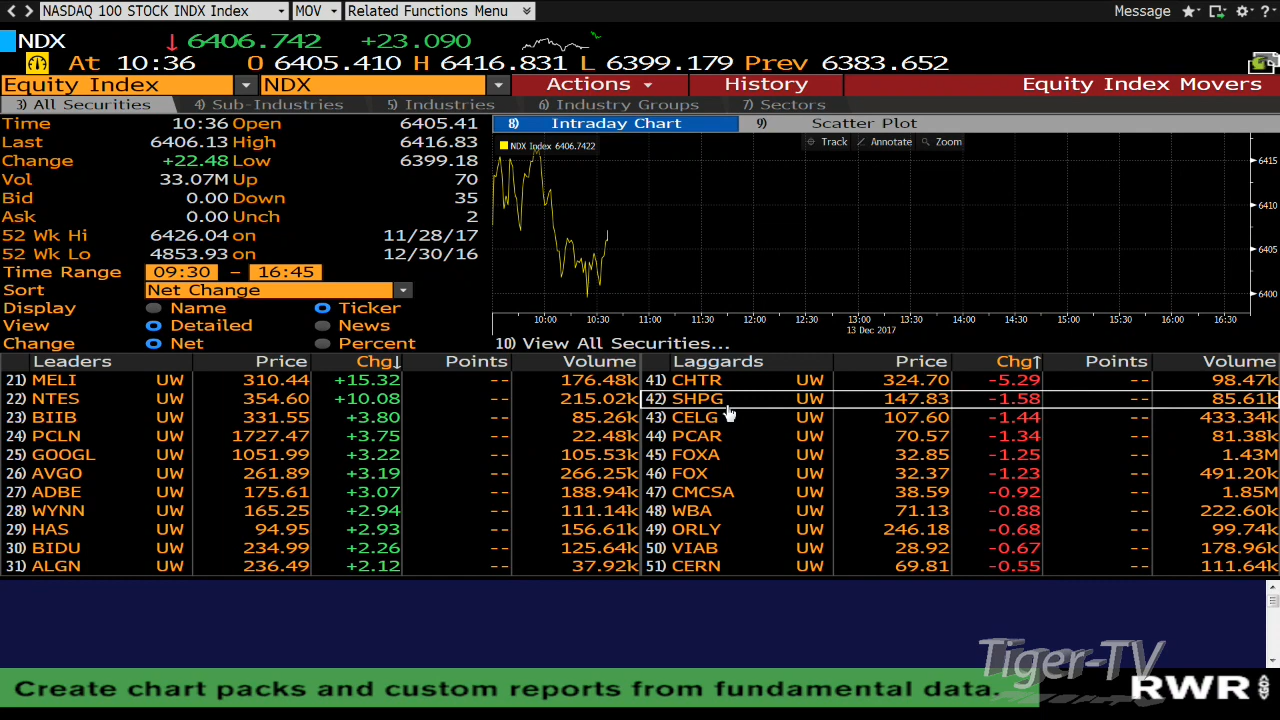 NASDAQ 100 STOCK INDX Index MOV Related Functions Menu Message
NDX 6406.742 +23.090
At 10:36 O 6405.410 H 6416.831 L 6399.179 Prev 6383.652
Equity Index NDX Actions History Equity Index Movers
3) All Securities 4) Sub-Industries 5) Industries 6) Industry Groups 7) Sectors
Time 10:36 Open 6405.41
Last 6406.13 High 6416.83
Change +22.48 Low 6399.18
Vol 33.07M Up 70
Bid 0.00 Down 35
Ask 0.00 Unch 2
52 Wk Hi 6426.04 on 11/28/17
52 Wk Lo 4853.93 on 12/30/16
Time Range 09:30 – 16:45
Sort Net Change
Display Name Ticker
View Detailed News
Change Net Percent
8) Intraday Chart 9) Scatter Plot
NDX Index 6406.7422 Track Annotate Zoom
6415
6410
6405
6400
10:00 10:30 11:00 11:30 12:00 12:30 13:00 13:30 14:00 14:30 15:00 15:30 16:00 16:30
13 Dec 2017
10) View All Securities...
Leaders Price Chg↓ Points Volume Laggards Price Chg↑ Points Volume
21) MELI UW 310.44 +15.32 -- 176.48k 41) CHTR UW 324.70 -5.29 -- 98.47k
22) NTES UW 354.60 +10.08 -- 215.02k 42) SHPG UW 147.83 -1.58 -- 85.61k
23) BIIB UW 331.55 +3.80 -- 85.26k 43) CELG UW 107.60 -1.44 -- 433.34k
24) PCLN UW 1727.47 +3.75 -- 22.48k 44) PCAR UW 70.57 -1.34 -- 81.38k
25) GOOGL UW 1051.99 +3.22 -- 105.53k 45) FOXA UW 32.85 -1.25 -- 1.43M
26) AVGO UW 261.89 +3.19 -- 266.25k 46) FOX UW 32.37 -1.23 -- 491.20k
27) ADBE UW 175.61 +3.07 -- 188.94k 47) CMCSA UW 38.59 -0.92 -- 1.85M
28) WYNN UW 165.25 +2.94 -- 111.14k 48) WBA UW 71.13 -0.88 -- 222.60k
29) HAS UW 94.95 +2.93 -- 156.61k 49) ORLY UW 246.18 -0.68 -- 99.74k
30) BIDU UW 234.99 +2.26 -- 125.64k 50) VIAB UW 28.92 -0.67 -- 178.96k
31) ALGN UW 236.49 +2.12 -- 37.92k 51) CERN UW 69.81 -0.55 -- 111.64k
Tiger-TV
Create chart packs and custom reports from fundamental data. RWR